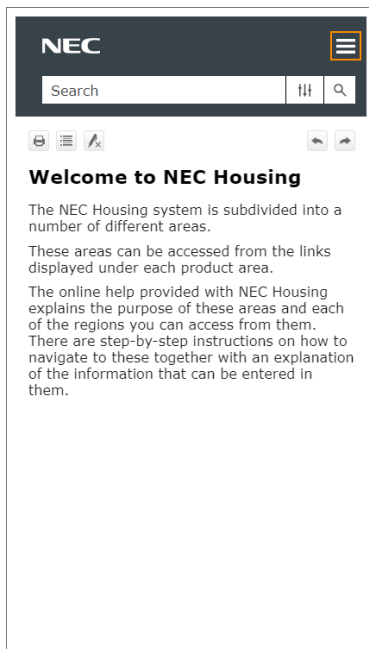 NEC
Search
Welcome to NEC Housing
The NEC Housing system is subdivided into a
number of different areas.
These areas can be accessed from the links
displayed under each product area.
The online help provided with NEC Housing
explains the purpose of these areas and each
of the regions you can access from them.
There are step-by-step instructions on how to
navigate to these together with an explanation
of the information that can be entered in
them.